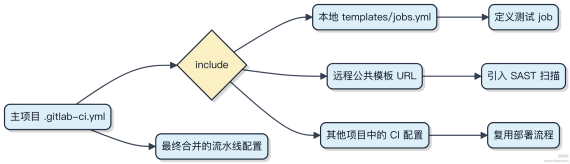 本地 templates/jobs.yml
定义测试 job
include
远程公共模板 URL
引入 SAST 扫描
主项目 .gitlab-ci.yml
其他项目中的 CI 配置
复用部署流程
最终合并的流水线配置